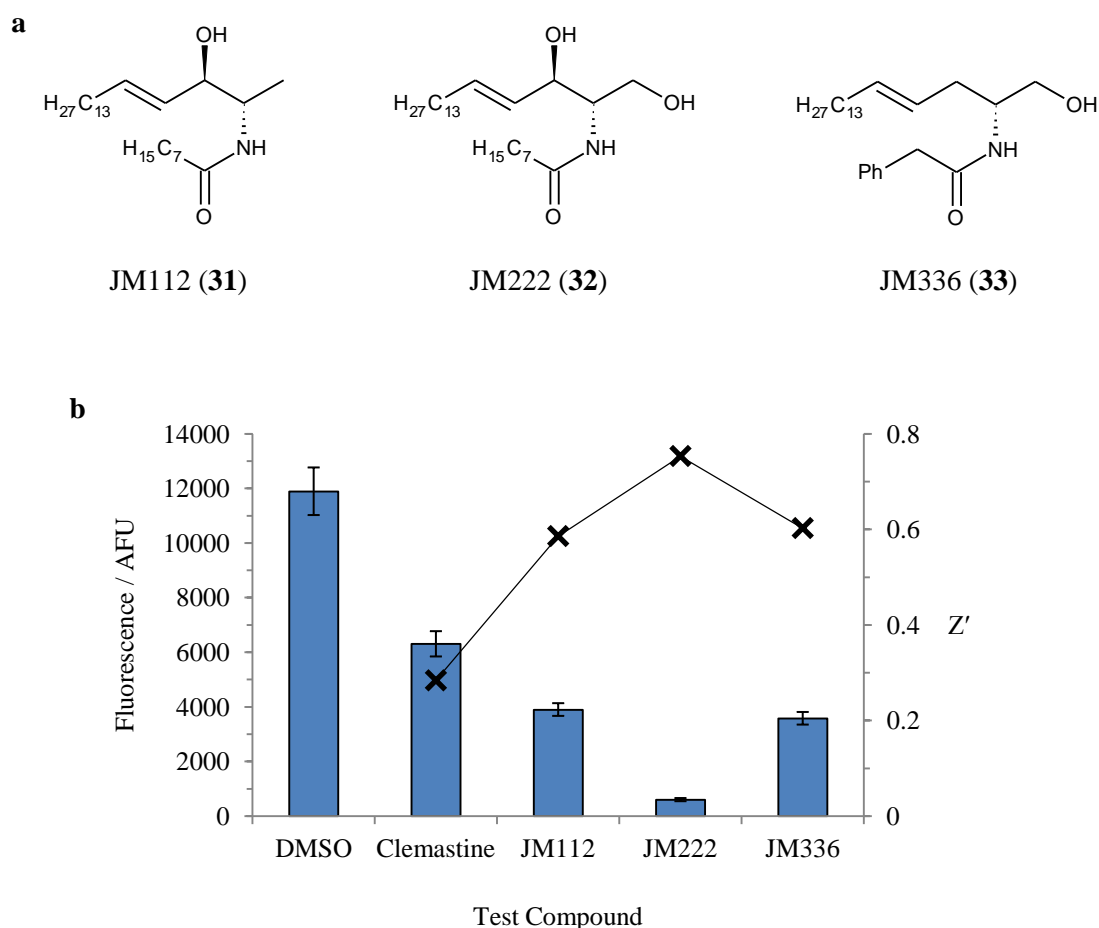 a
OH
H27C13
H15C7
NH
O
JM112 (31)
OH
H27C13
OH
H15C7
NH
O
JM222 (32)
H27C13
OH
Ph
NH
O
JM336 (33)
b
Fluorescence / AFU
14000
12000
10000
8000
6000
4000
2000
0
0.8
0.6
0.4
0.2
0
Z'
DMSO Clemastine JM112 JM222 JM336
Test Compound